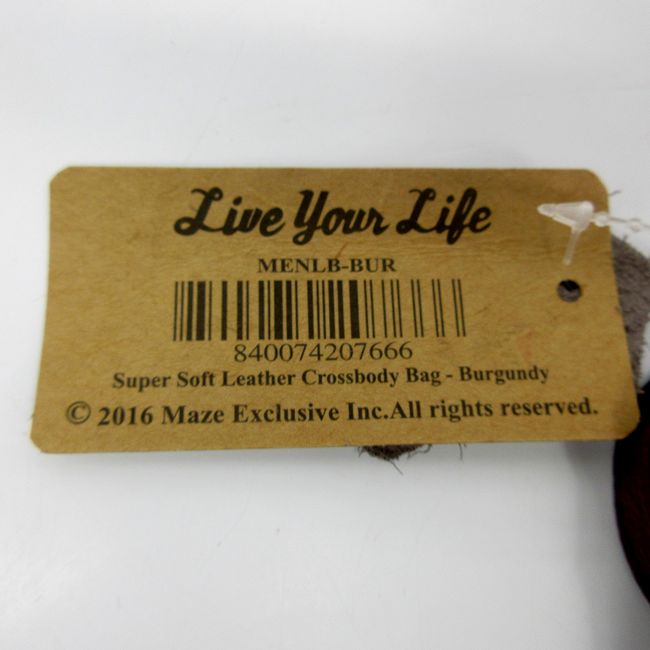 Live Your Life
MENLB-BUR
840074207666
Super Soft Leather Crossbody Bag - Burgundy
© 2016 Maze Exclusive Inc.All rights reserved.